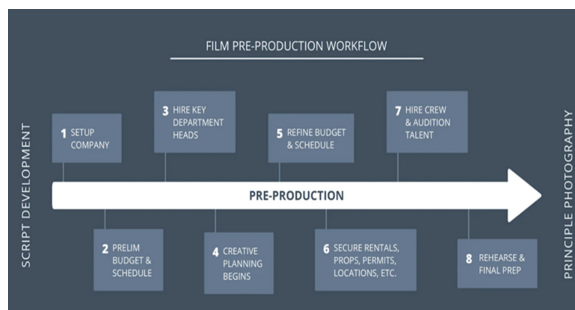 FILM PRE-PRODUCTION WORKFLOW
SCRIPT DEVELOPMENT
1 SETUP
COMPANY
2 PRELIM
BUDGET &
SCHEDULE
3 HIRE KEY
DEPARTMENT
HEADS
4 CREATIVE
PLANNING
BEGINS
5 REFINE BUDGET
& SCHEDULE
6 SECURE RENTALS,
PROPS, PERMITS,
LOCATIONS, ETC.
7 HIRE CREW
& AUDITION
TALENT
8 REHEARSE &
FINAL PREP
PRE-PRODUCTION
PRINCIPLE PHOTOGRAPHY